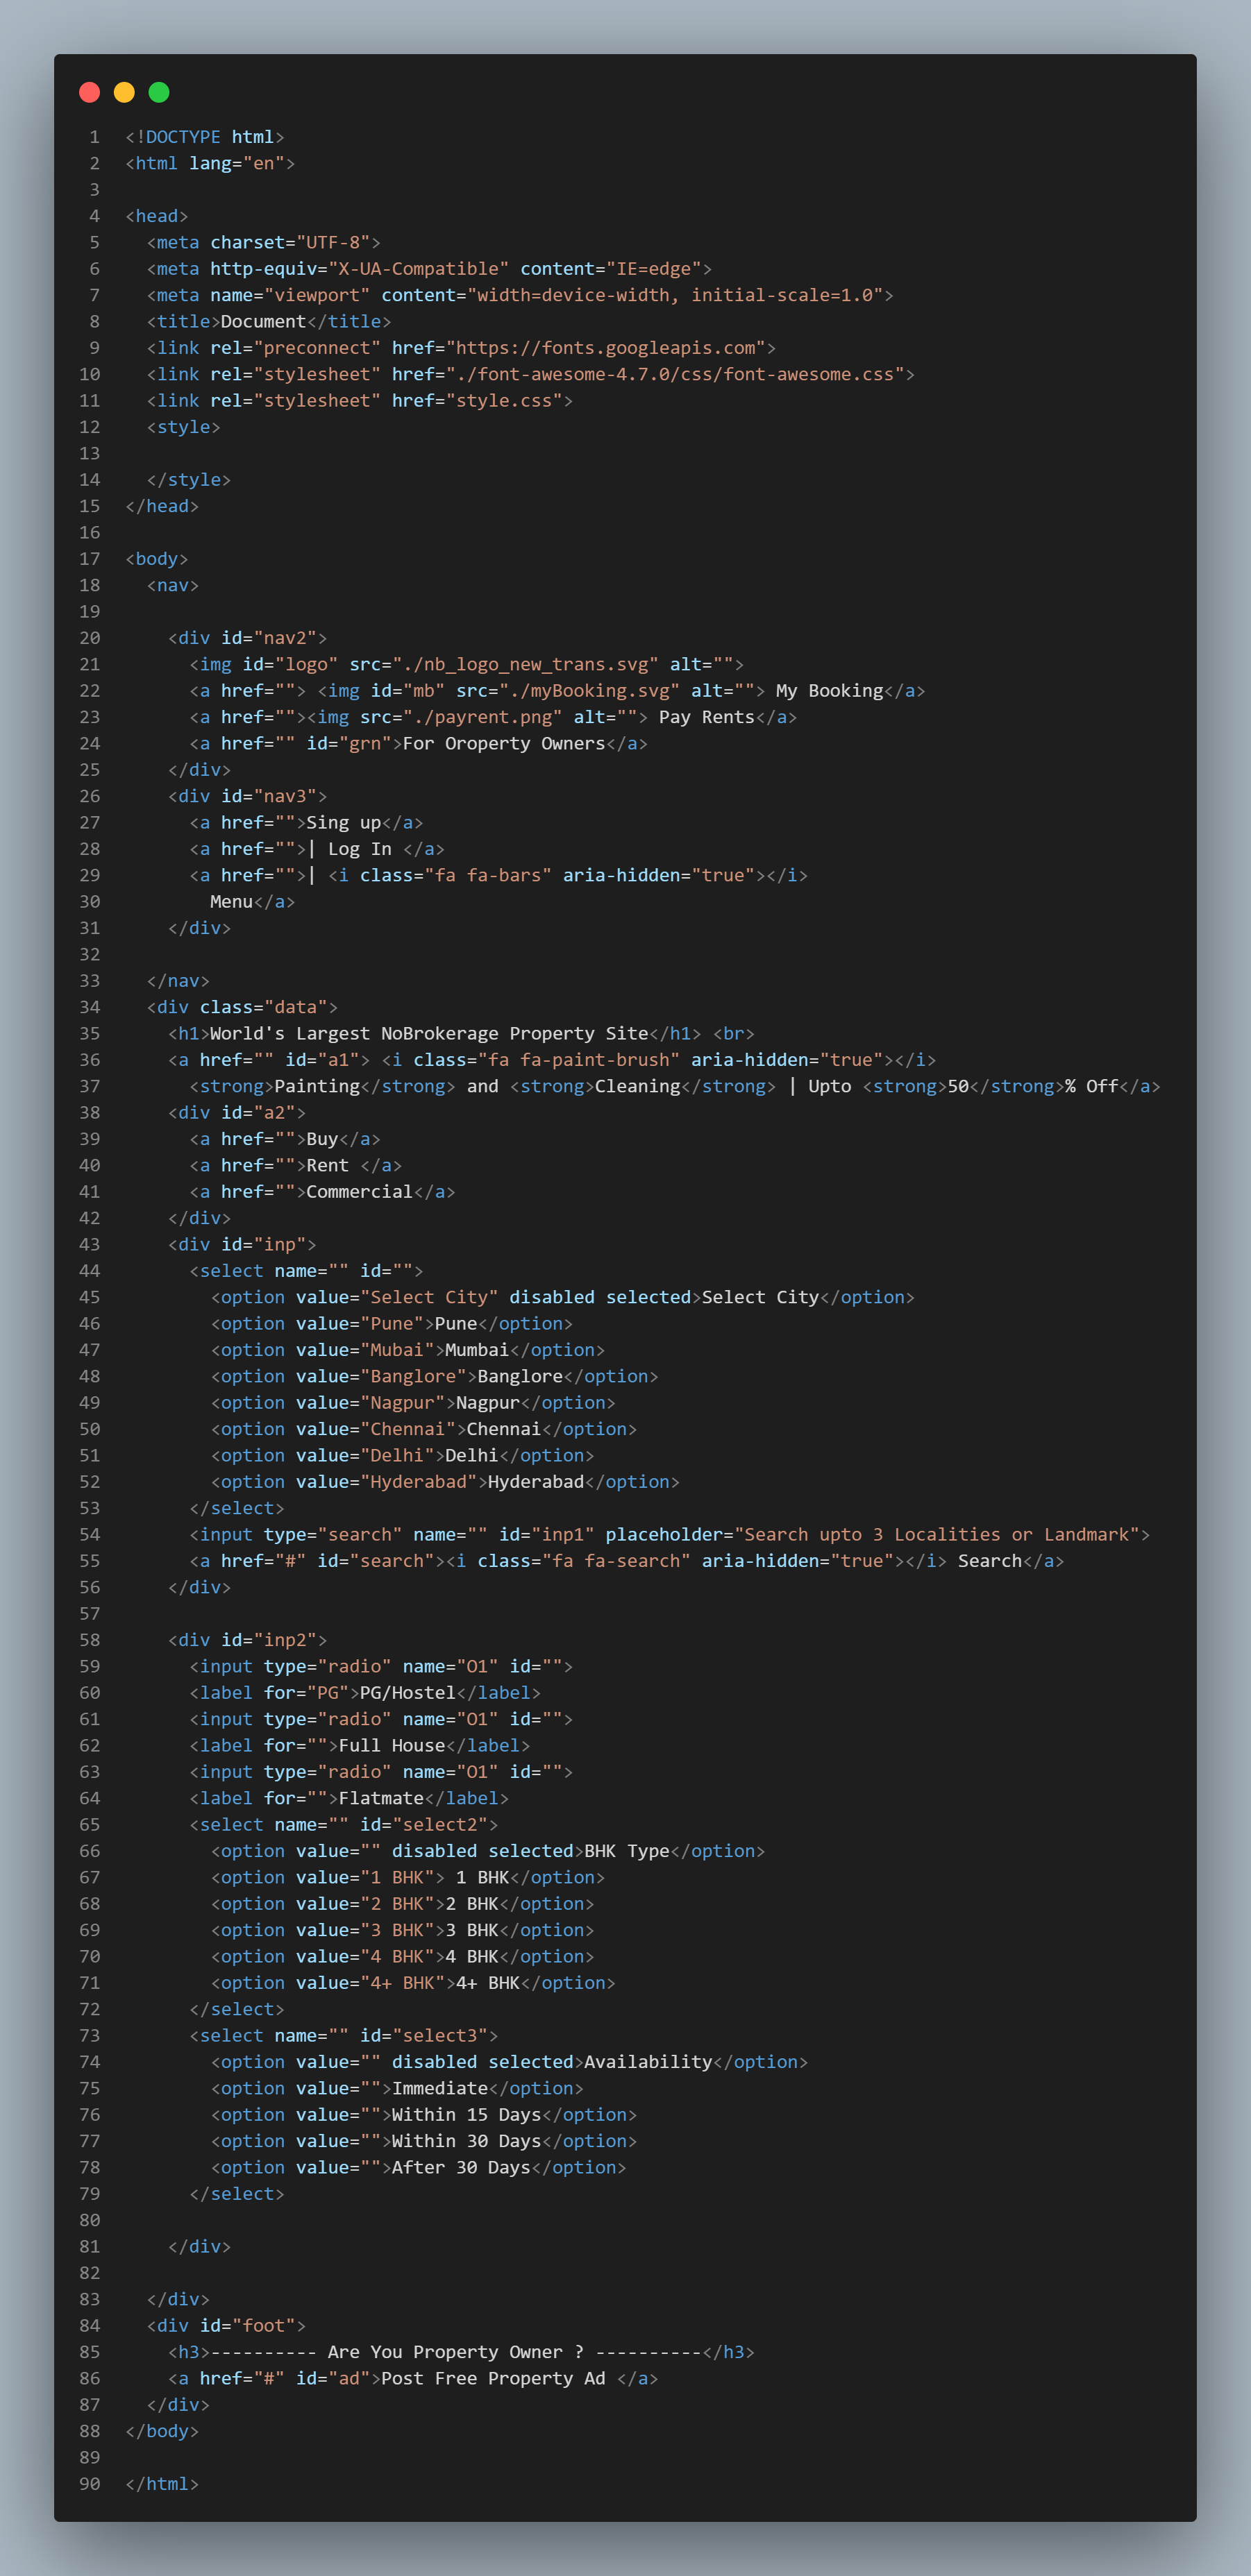 1 <!DOCTYPE html>
2 <html lang="en">
3
4 <head>
5   <meta charset="UTF-8">
6   <meta http-equiv="X-UA-Compatible" content="IE=edge">
7   <meta name="viewport" content="width=device-width, initial-scale=1.0">
8   <title>Document</title>
9   <link rel="preconnect" href="https://fonts.googleapis.com">
10   <link rel="stylesheet" href="./font-awesome-4.7.0/css/font-awesome.css">
11   <link rel="stylesheet" href="style.css">
12   <style>
13
14   </style>
15 </head>
16
17 <body>
18   <nav>
19
20     <div id="nav2">
21       <img id="logo" src="./nb_logo_new_trans.svg" alt="">
22       <a href=""> <img id="mb" src="./myBooking.svg" alt=""> My Booking</a>
23       <a href=""><img src="./payrent.png" alt=""> Pay Rents</a>
24       <a href="" id="grn">For Oroperty Owners</a>
25     </div>
26     <div id="nav3">
27       <a href="">Sing up</a>
28       <a href="">| Log In </a>
29       <a href="">| <i class="fa fa-bars" aria-hidden="true"></i>
30         Menu</a>
31     </div>
32
33   </nav>
34   <div class="data">
35     <h1>World's Largest NoBrokerage Property Site</h1> <br>
36     <a href="" id="a1"> <i class="fa fa-paint-brush" aria-hidden="true"></i>
37       <strong>Painting</strong> and <strong>Cleaning</strong> | Upto <strong>50</strong>% Off</a>
38     <div id="a2">
39       <a href="">Buy</a>
40       <a href="">Rent </a>
41       <a href="">Commercial</a>
42     </div>
43     <div id="inp">
44       <select name="" id="">
45         <option value="Select City" disabled selected>Select City</option>
46         <option value="Pune">Pune</option>
47         <option value="Mubai">Mumbai</option>
48         <option value="Banglore">Banglore</option>
49         <option value="Nagpur">Nagpur</option>
50         <option value="Chennai">Chennai</option>
51         <option value="Delhi">Delhi</option>
52         <option value="Hyderabad">Hyderabad</option>
53       </select>
54       <input type="search" name="" id="inp1" placeholder="Search upto 3 Localities or Landmark">
55       <a href="#" id="search"><i class="fa fa-search" aria-hidden="true"></i> Search</a>
56     </div>
57
58     <div id="inp2">
59       <input type="radio" name="O1" id="">
60       <label for="PG">PG/Hostel</label>
61       <input type="radio" name="O1" id="">
62       <label for="">Full House</label>
63       <input type="radio" name="O1" id="">
64       <label for="">Flatmate</label>
65       <select name="" id="select2">
66         <option value="" disabled selected>BHK Type</option>
67         <option value="1 BHK"> 1 BHK</option>
68         <option value="2 BHK">2 BHK</option>
69         <option value="3 BHK">3 BHK</option>
70         <option value="4 BHK">4 BHK</option>
71         <option value="4+ BHK">4+ BHK</option>
72       </select>
73       <select name="" id="select3">
74         <option value="" disabled selected>Availability</option>
75         <option value="">Immediate</option>
76         <option value="">Within 15 Days</option>
77         <option value="">Within 30 Days</option>
78         <option value="">After 30 Days</option>
79       </select>
80
81     </div>
82
83   </div>
84   <div id="foot">
85     <h3>---------- Are You Property Owner ? ----------</h3>
86     <a href="#" id="ad">Post Free Property Ad </a>
87   </div>
88 </body>
89
90 </html>